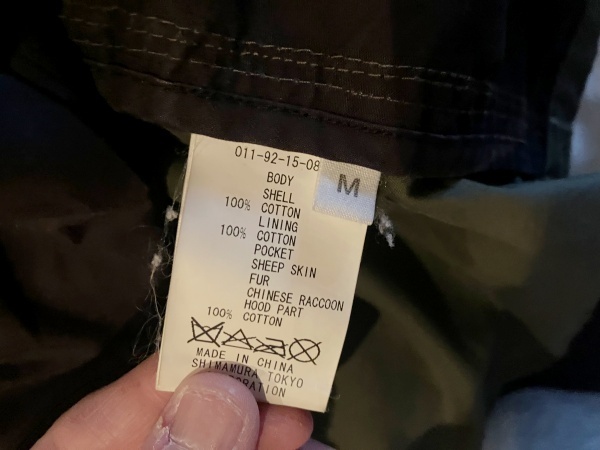 011-92-15-08
M
BODY
SHELL
100% COTTON
LINING
100% COTTON
POCKET
SHEEP SKIN
FUR
CHINESE RACCOON
HOOD PART
100% COTTON
MADE IN CHINA
SHIMAMURA TOKYO
RATION